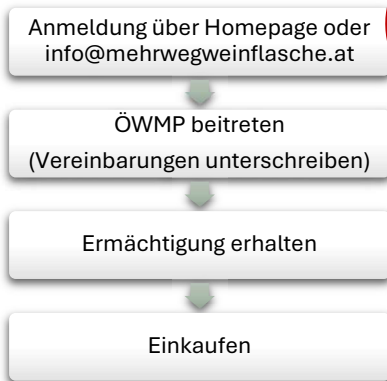 Anmeldung über Homepage oder
info@mehrwegweinflasche.at
ÖWMP beitreten
(Vereinbarungen unterschreiben)
Ermächtigung erhalten
Einkaufen